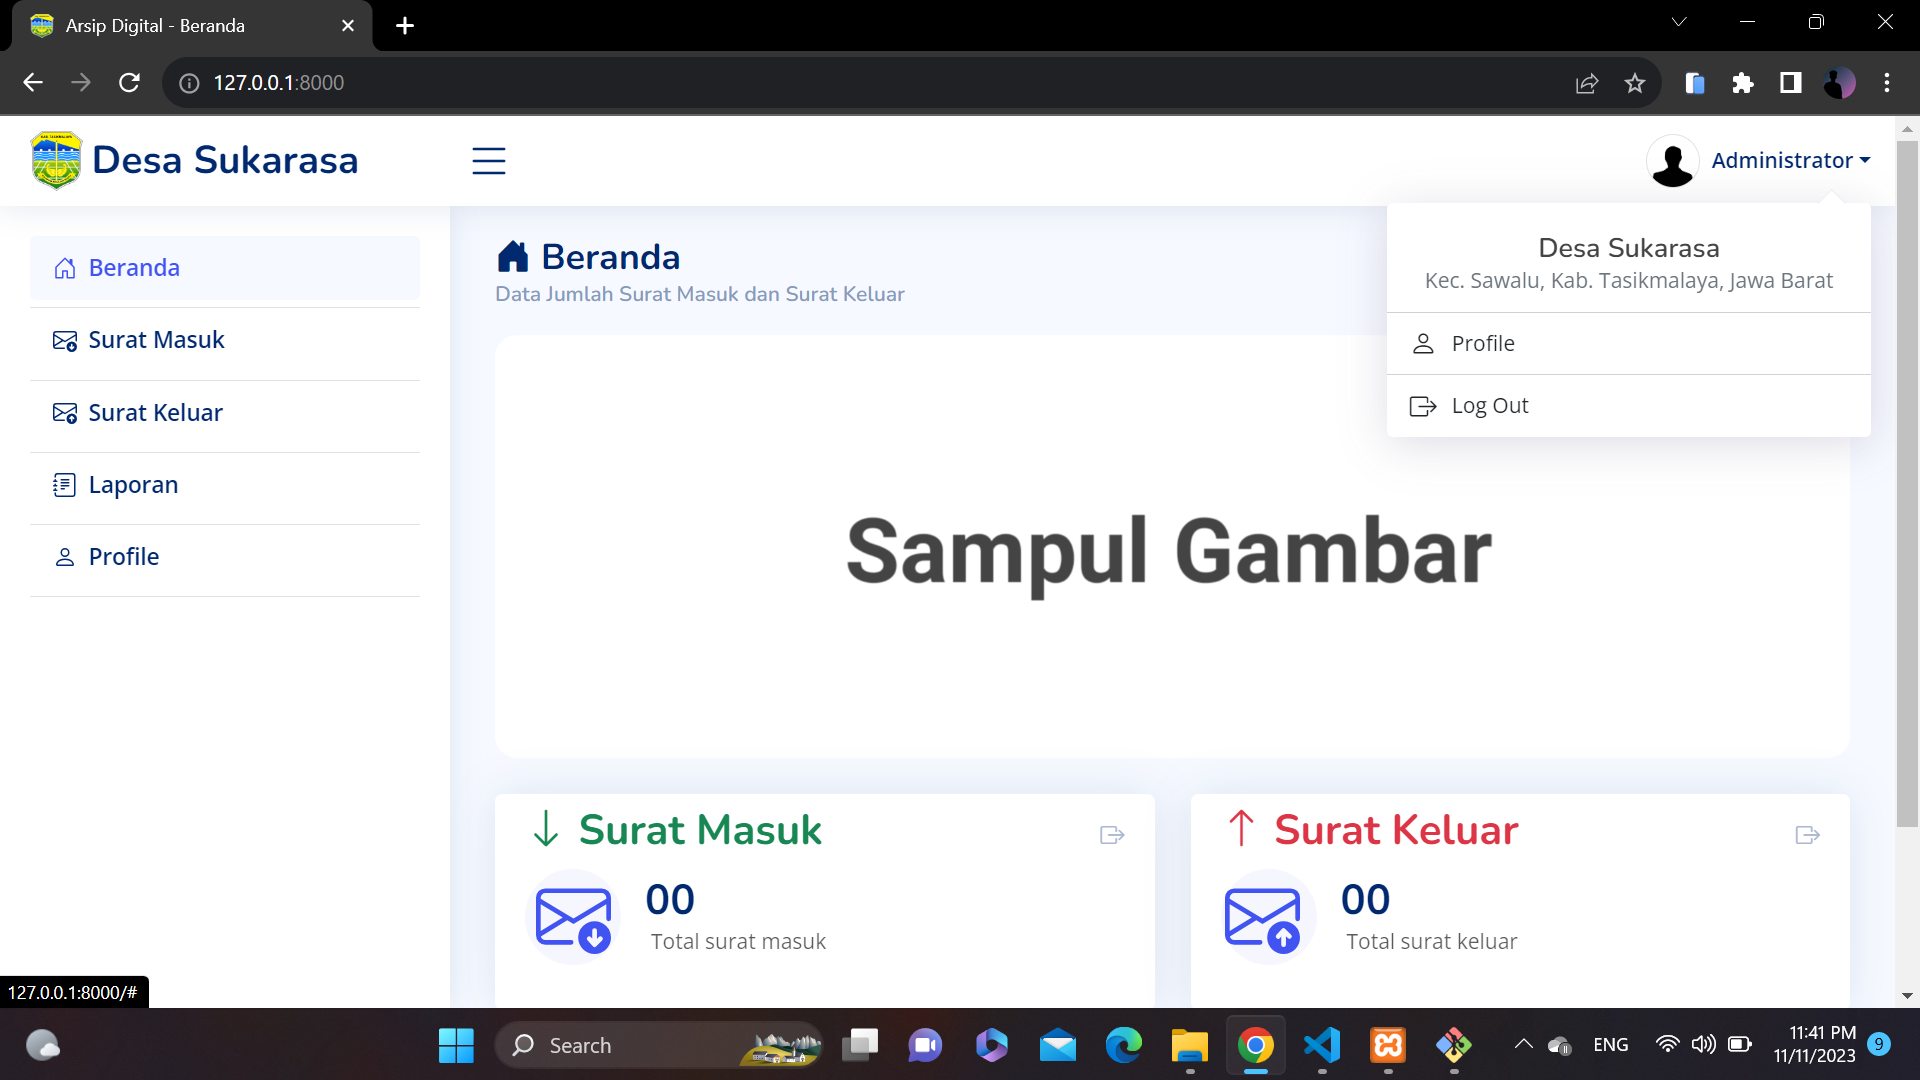 Arsip Digital - Beranda
127.0.0.1:8000
KAB. TASIKMALAYA
Desa Sukarasa
Administrator
Desa Sukarasa
Kec. Sawalu, Kab. Tasikmalaya, Jawa Barat
Profile
Log Out
Beranda
Surat Masuk
Surat Keluar
Laporan
Profile
Beranda
Data Jumlah Surat Masuk dan Surat Keluar
Sampul Gambar
Surat Masuk
00
Total surat masuk
Surat Keluar
00
Total surat keluar
127.0.0.1:8000/#
Search
ENG
11:41 PM
11/11/2023
9